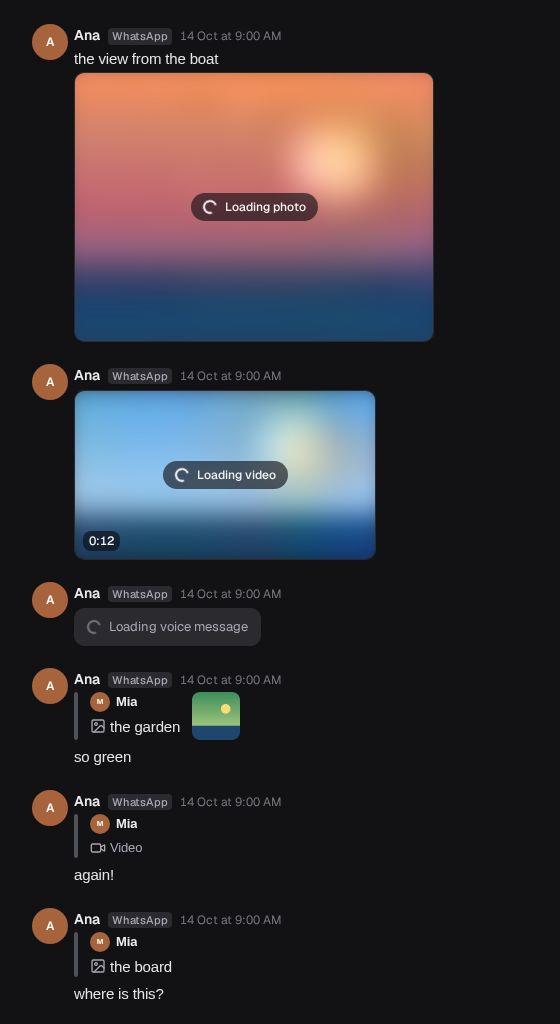 A
Ana WhatsApp 14 Oct at 9:00 AM
the view from the boat
Loading photo
A
Ana WhatsApp 14 Oct at 9:00 AM
Loading video
0:12
A
Ana WhatsApp 14 Oct at 9:00 AM
Loading voice message
A
Ana WhatsApp 14 Oct at 9:00 AM
M Mia
the garden
so green
A
Ana WhatsApp 14 Oct at 9:00 AM
M Mia
Video
again!
A
Ana WhatsApp 14 Oct at 9:00 AM
M Mia
the board
where is this?